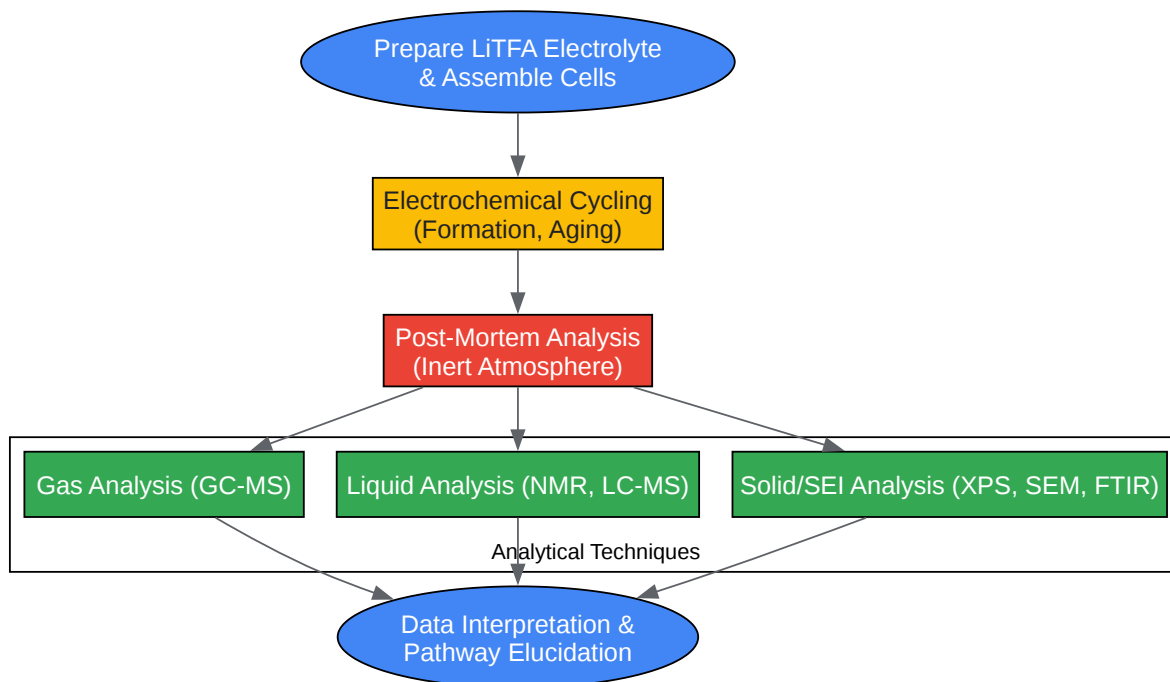 Prepare LiTFA Electrolyte
& Assemble Cells
Electrochemical Cycling
(Formation, Aging)
Post-Mortem Analysis
(Inert Atmosphere)
Gas Analysis (GC-MS)
Liquid Analysis (NMR, LC-MS)
Solid/SEI Analysis (XPS, SEM, FTIR)
Analytical Techniques
Data Interpretation &
Pathway Elucidation